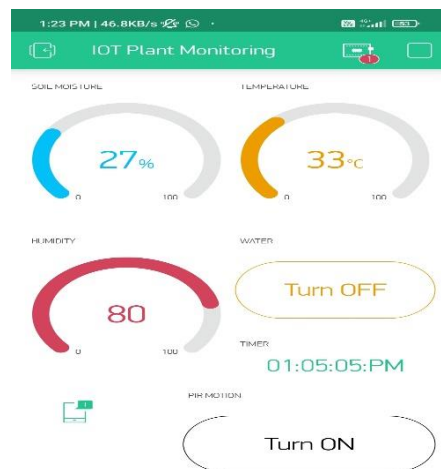 1:23 PM | 46.8KB/s
IOT Plant Monitoring
1
SOIL MOISTURE
TEMPERATURE
27%
33°C
0 100
0 100
HUMIDITY
WATER
80
Turn OFF
0 100
TIMER
01:05:05:PM
PIR MOTION
Turn ON